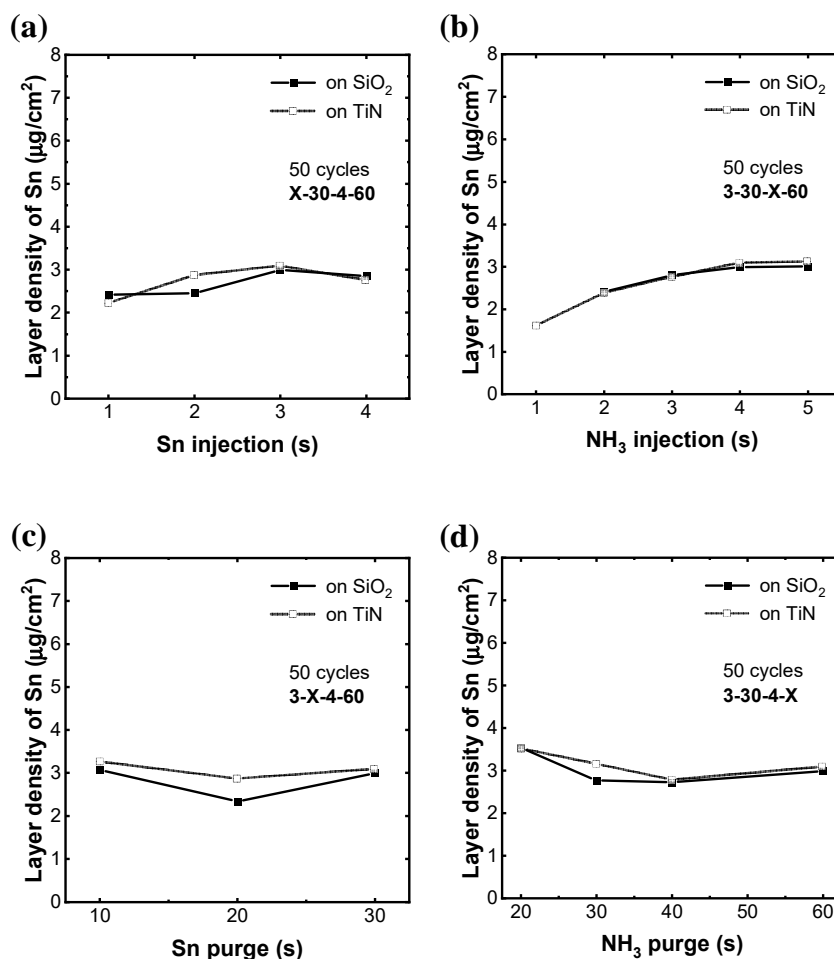 (a)
Layer density of Sn (μg/cm²)
8
7
6
5
4
3
2
1
0
on SiO₂
on TiN
50 cycles
X-30-4-60
1 2 3 4
Sn injection (s)
(b)
Layer density of Sn (μg/cm²)
8
7
6
5
4
3
2
1
0
on SiO₂
on TiN
50 cycles
3-30-X-60
1 2 3 4 5
NH₃ injection (s)
(c)
Layer density of Sn (μg/cm²)
8
7
6
5
4
3
2
1
0
on SiO₂
on TiN
50 cycles
3-X-4-60
10 20 30
Sn purge (s)
(d)
Layer density of Sn (μg/cm²)
8
7
6
5
4
3
2
1
0
on SiO₂
on TiN
50 cycles
3-30-4-X
20 30 40 50 60
NH₃ purge (s)